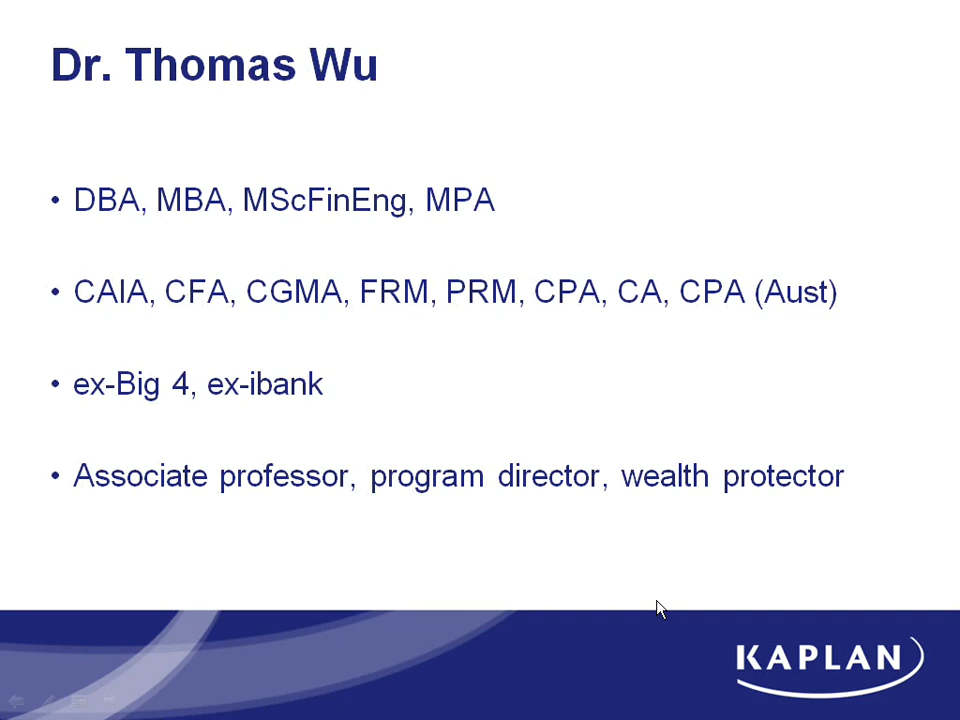 Dr. Thomas Wu
• DBA, MBA, MScFinEng, MPA
• CAIA, CFA, CGMA, FRM, PRM, CPA, CA, CPA (Aust)
• ex-Big 4, ex-ibank
• Associate professor, program director, wealth protector
KAPLAN